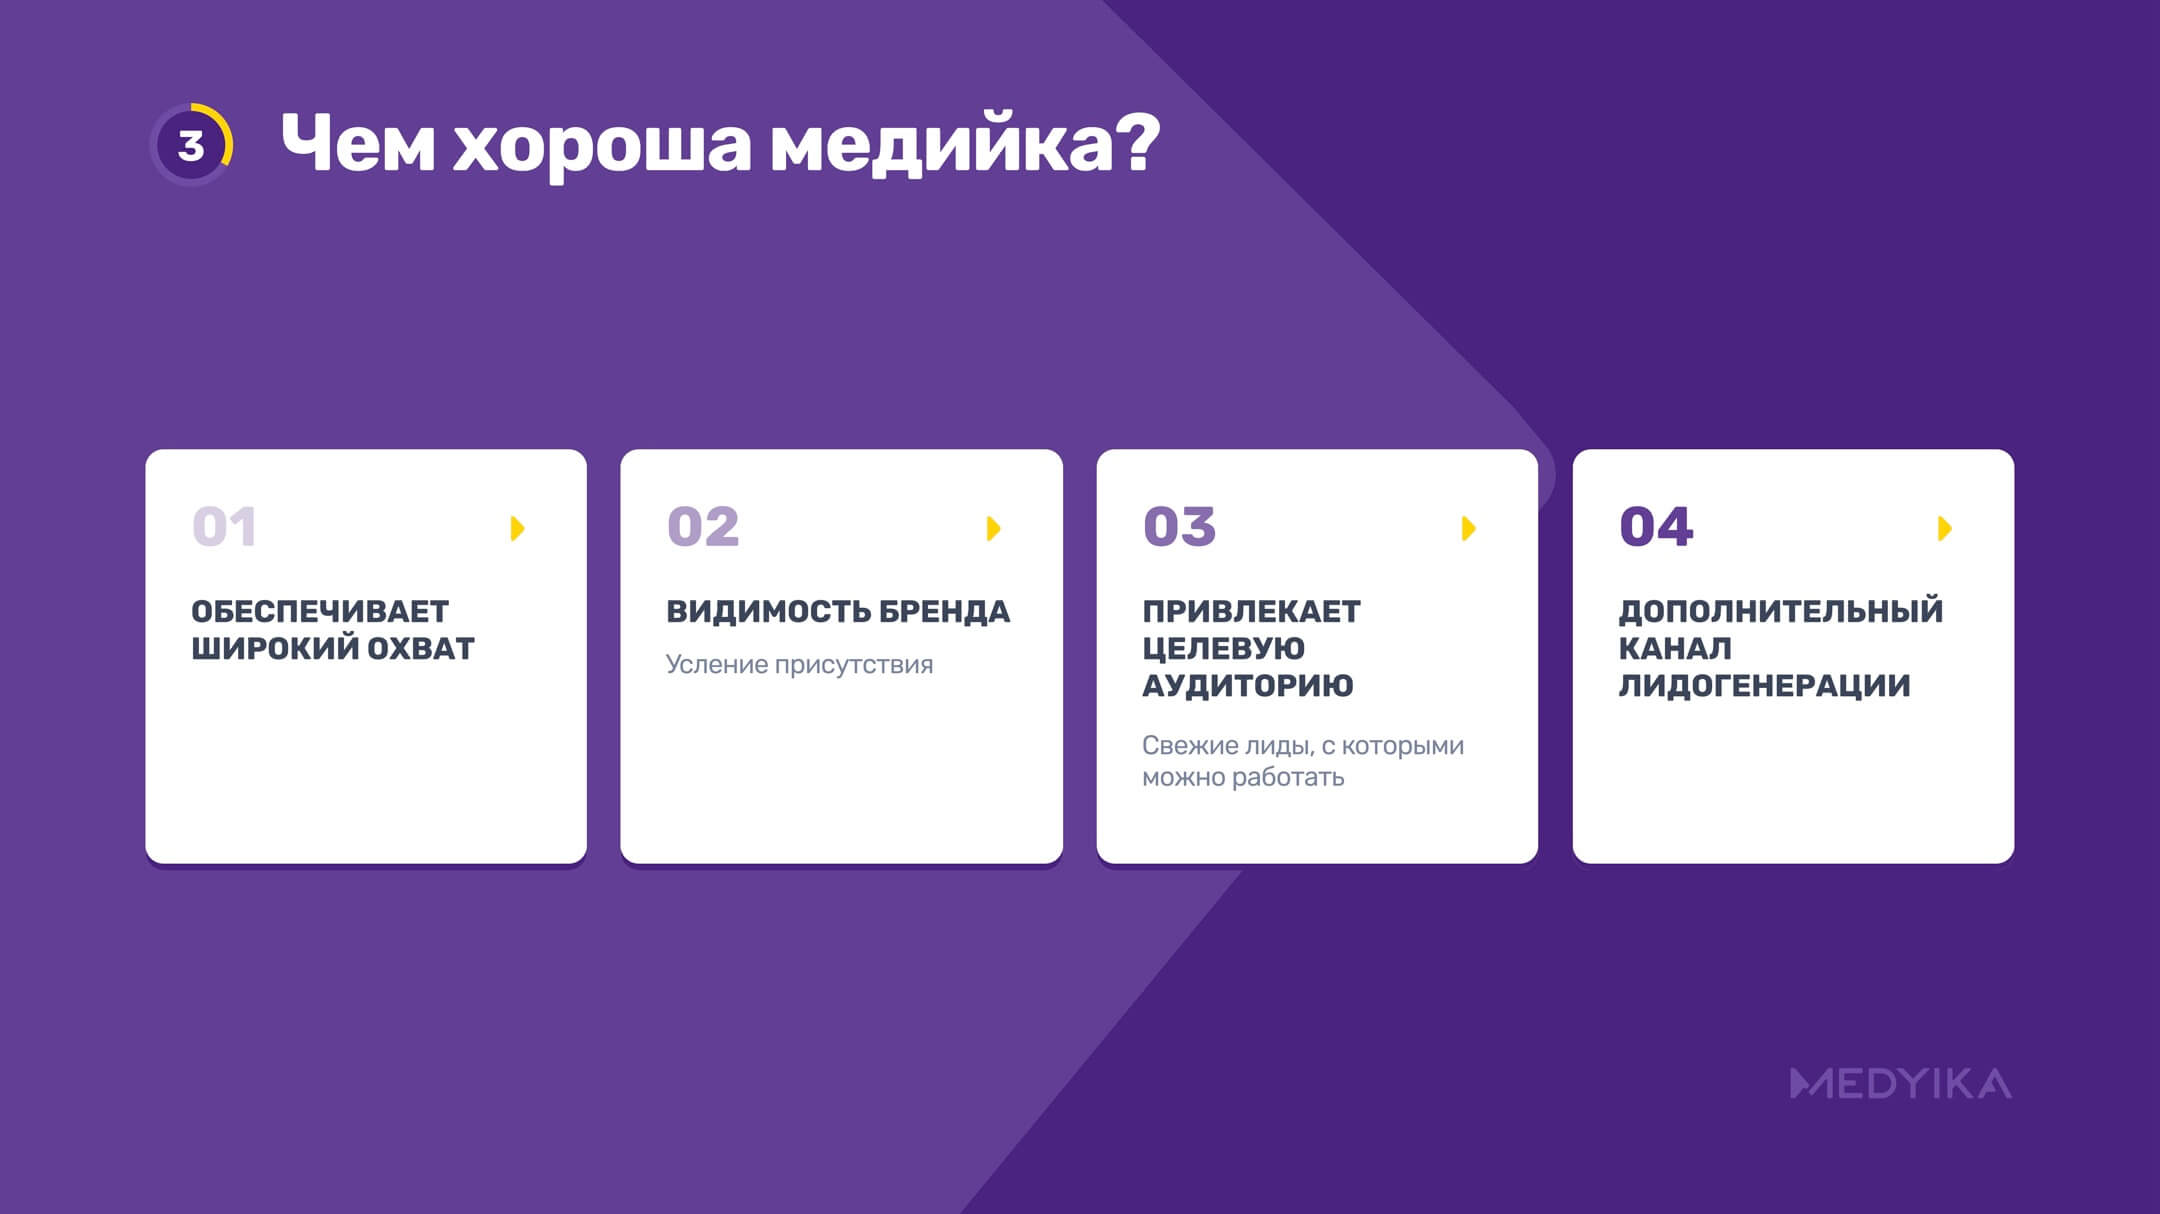 3
Чем хороша медийка?
01
ОБЕСПЕЧИВАЕТ
ШИРОКИЙ ОХВАТ
02
ВИДИМОСТЬ БРЕНДА
Усление присутствия
03
ПРИВЛЕКАЕТ
ЦЕЛЕВУЮ
АУДИТОРИЮ
Свежие лиды, с которыми
можно работать
04
ДОПОЛНИТЕЛЬНЫЙ
КАНАЛ
ЛИДОГЕНЕРАЦИИ
MEDYIKA